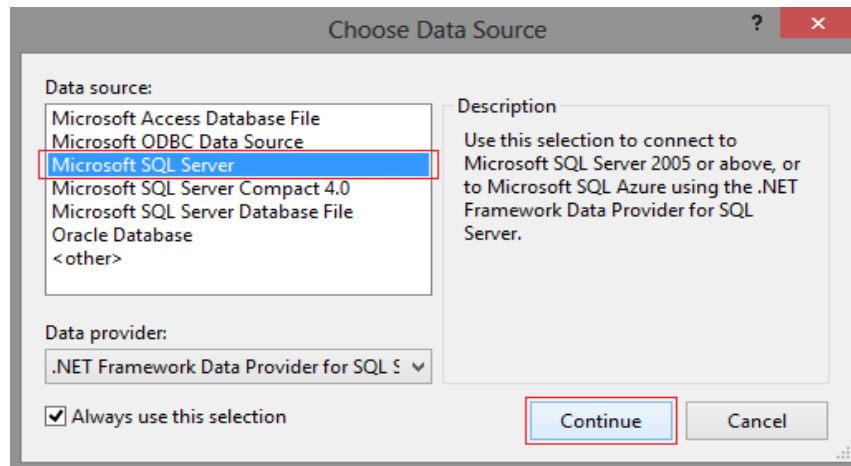 Choose Data Source
?
×
Data source:
Microsoft Access Database File
Microsoft ODBC Data Source
Microsoft SQL Server
Microsoft SQL Server Compact 4.0
Microsoft SQL Server Database File
Oracle Database
<other>
Description
Use this selection to connect to
Microsoft SQL Server 2005 or above, or
to Microsoft SQL Azure using the .NET
Framework Data Provider for SQL
Server.
Data provider:
.NET Framework Data Provider for SQL S
Always use this selection
Continue
Cancel